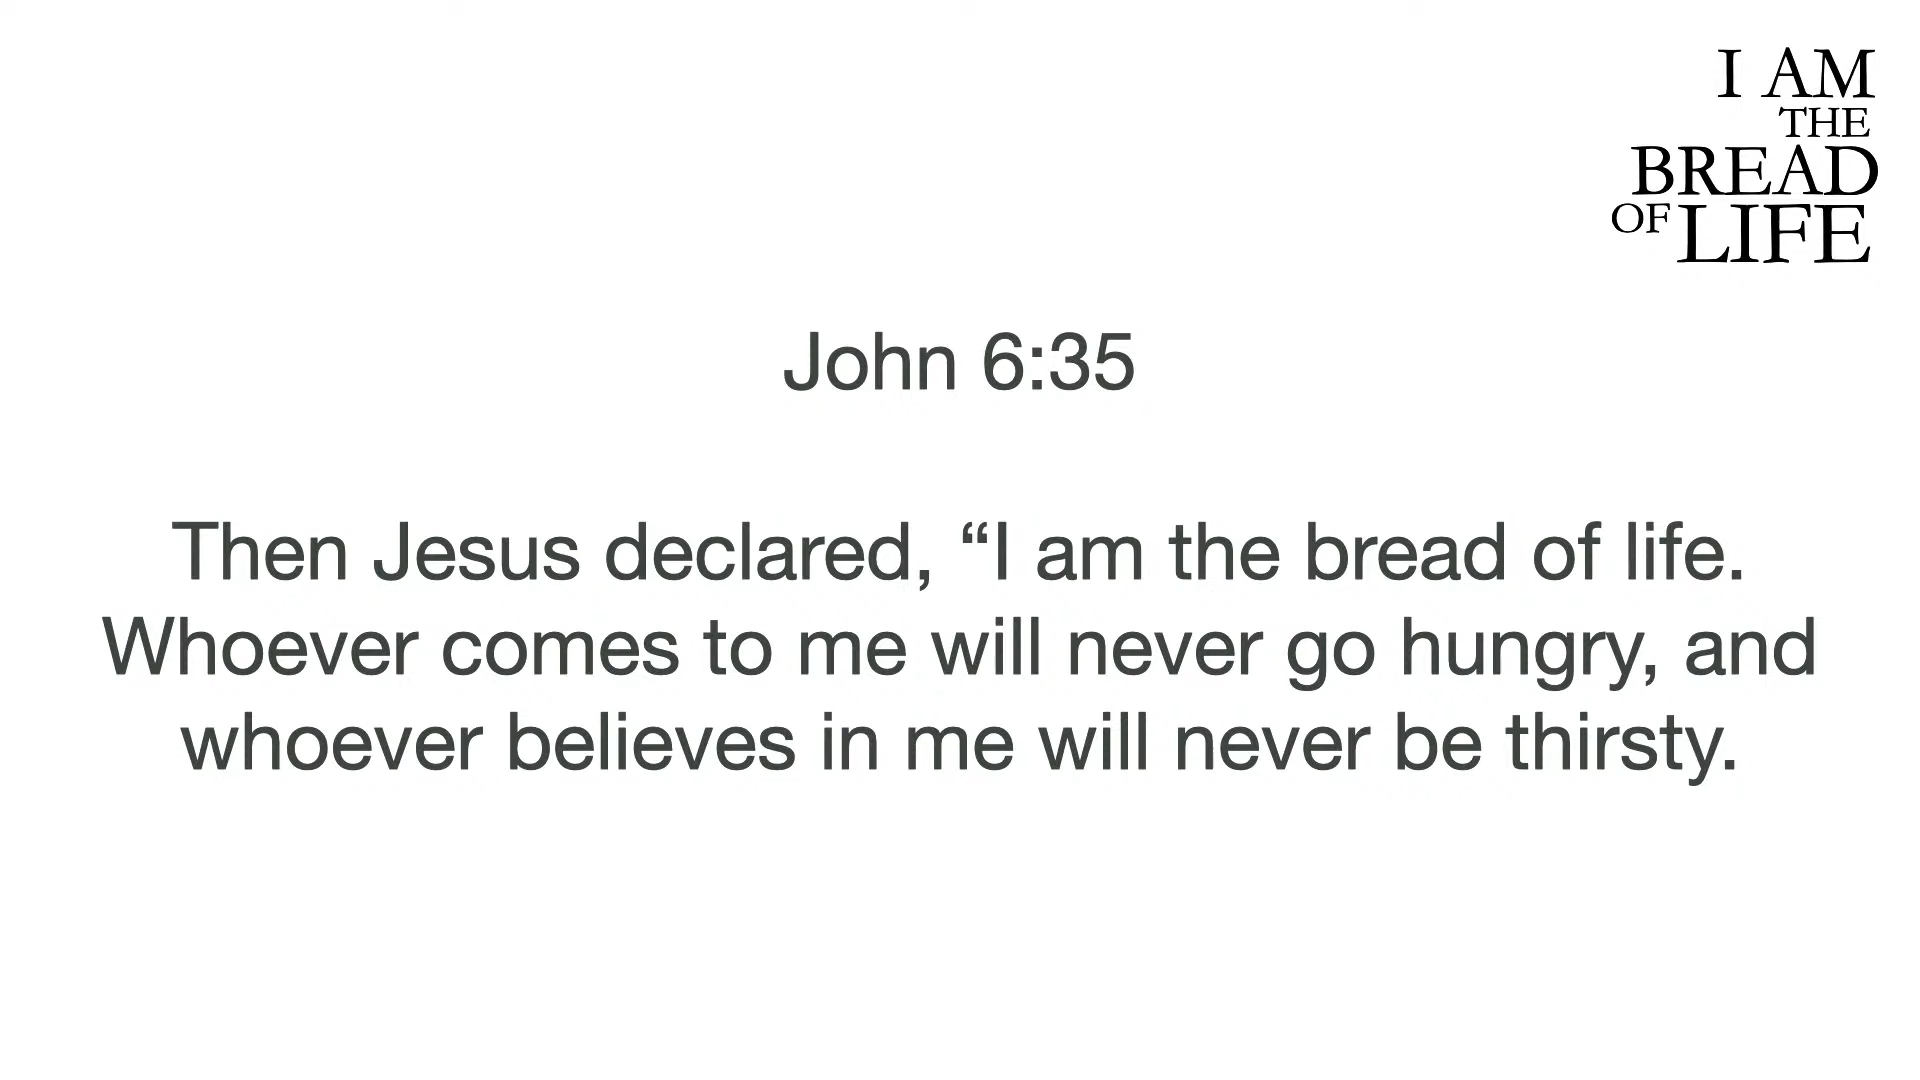 I AM
THE
BREAD
OF LIFE
John 6:35
Then Jesus declared, “I am the bread of life.
Whoever comes to me will never go hungry, and
whoever believes in me will never be thirsty.